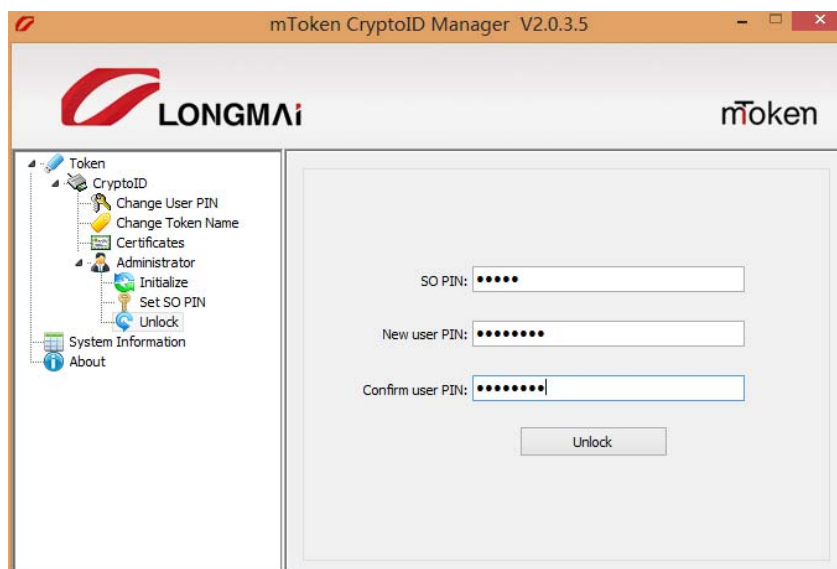 mToken CryptoID Manager V2.0.3.5
LONGMAi
mToken
Token
CryptoID
Change User PIN
Change Token Name
Certificates
Administrator
Initialize
Set SO PIN
Unlock
System Information
About
SO PIN: •••••
New user PIN: ••••••••
Confirm user PIN: ••••••••
Unlock